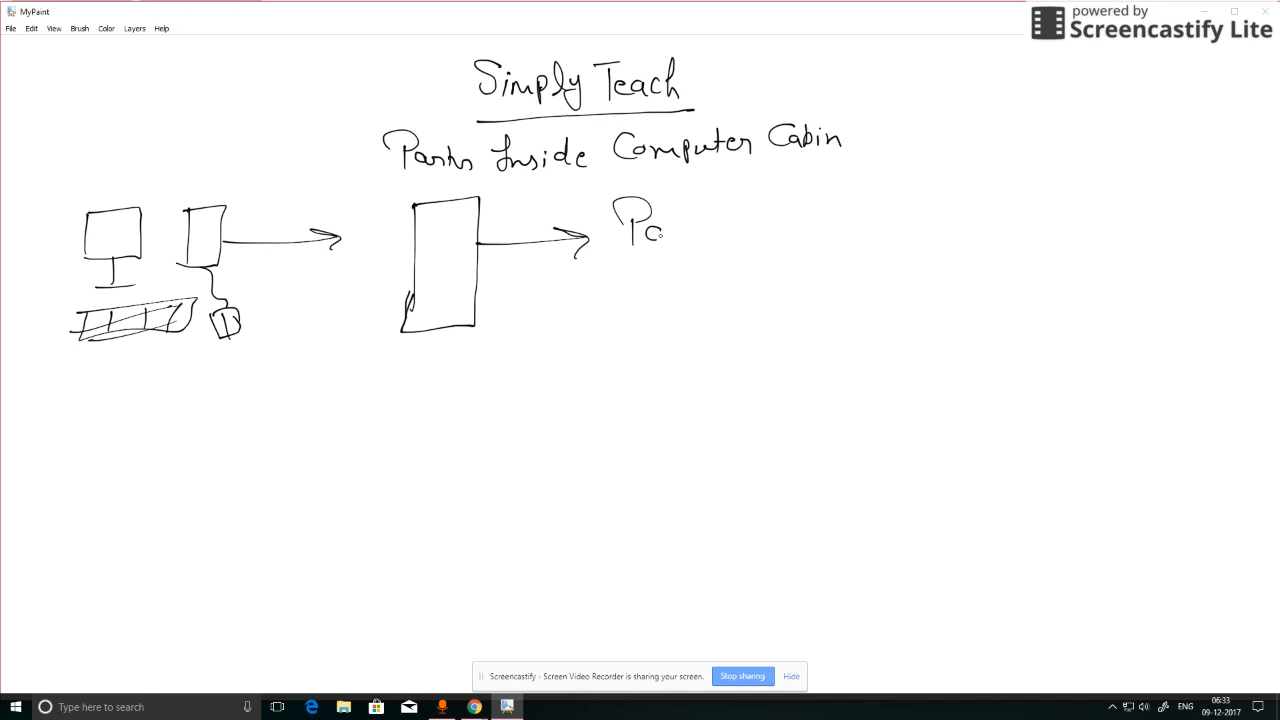 MyPaint
powered by
Screencastify Lite
File Edit View Brush Color Layers Help
Simply Teach
Parts Inside Computer Cabin
Pa
Screencastify - Screen Video Recorder is sharing your screen. Stop sharing Hide
Type here to search
ENG
06:33
09-12-2017